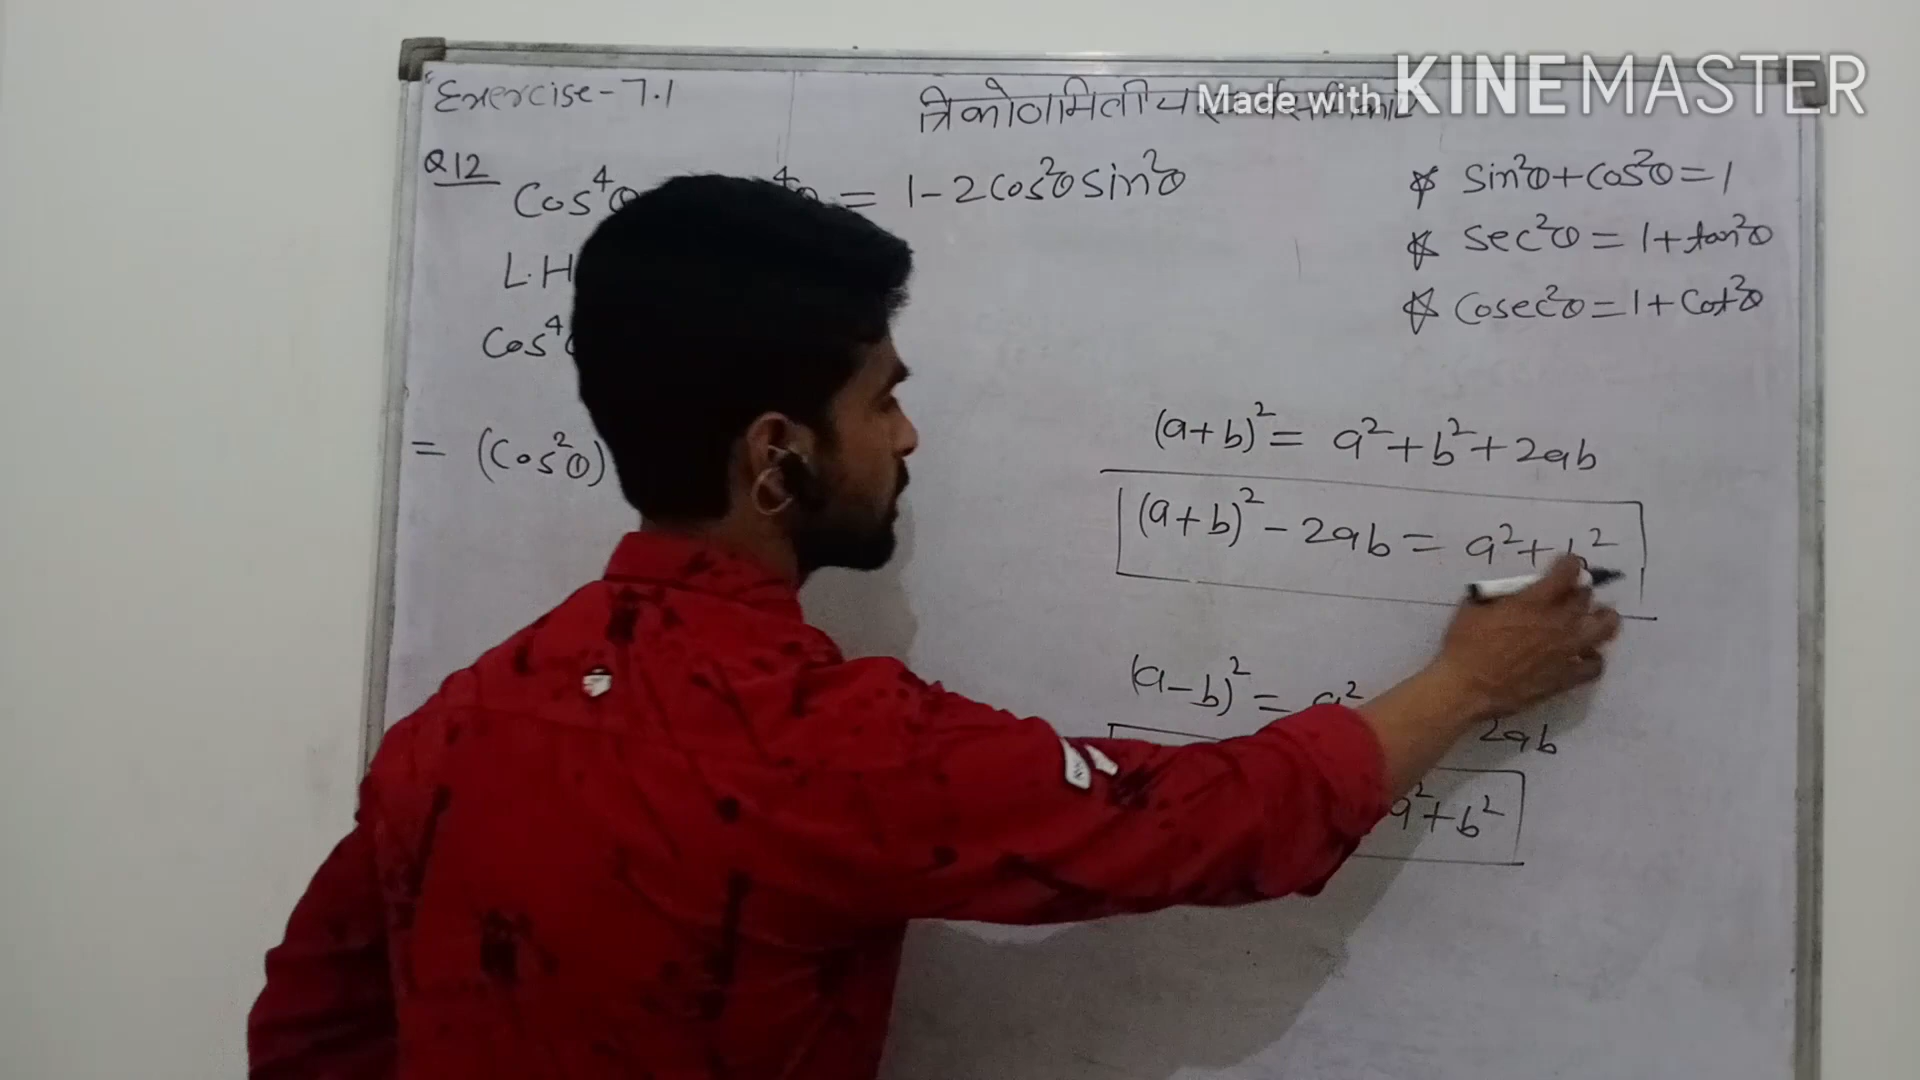 Exercise-7.1
त्रिकोणमितीय
Made with KINEMASTER
Q12
Cos⁴θ = 1-2Cos²θSin²θ
L.H
Cos⁴
= (Cos²θ)
☆ Sin²θ+Cos²θ=1
☆ Sec²θ=1+tan²θ
☆ Cosec²θ=1+Cot²θ
(a+b)²= a²+b²+2ab
(a+b)²-2ab= a²+b²
(a-b)²= a² 2ab
a²+b²